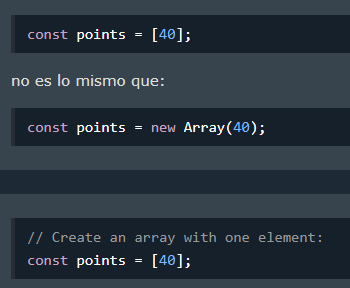 const points = [40];
no es lo mismo que:
const points = new Array(40);
// Create an array with one element:
const points = [40];